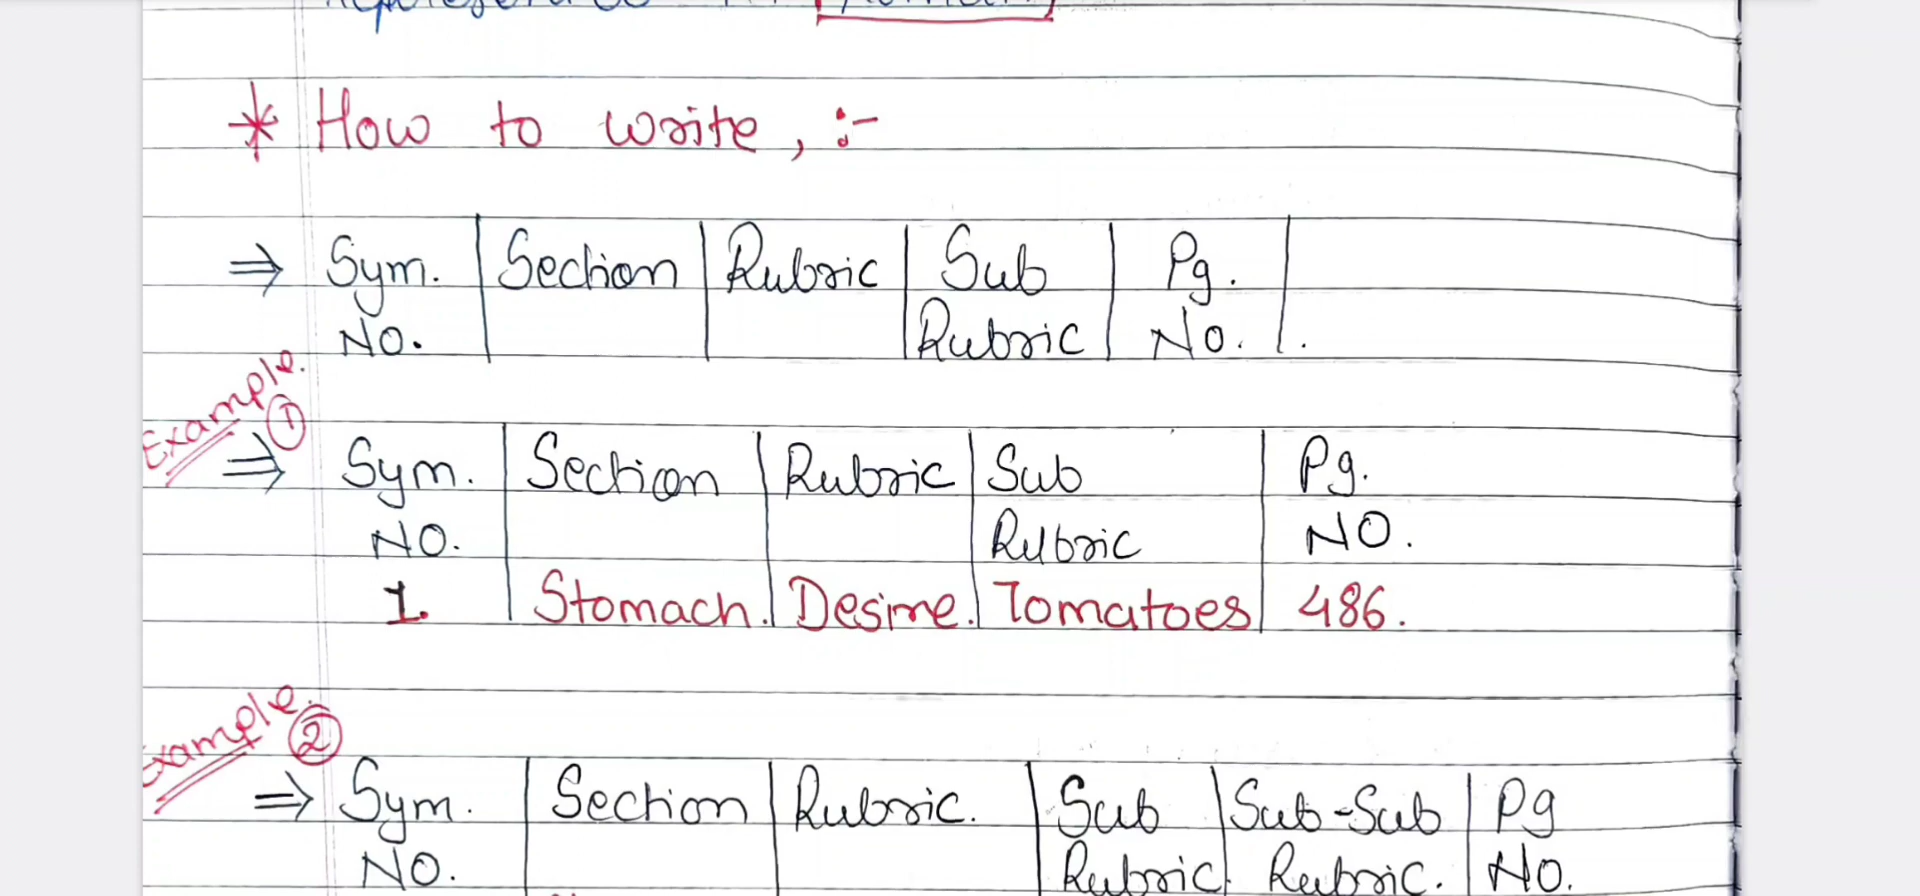 * How to write, :-
⇒ Sym. | Section | Rubric | Sub | Pg. |
No. Rubric No. .
Example. ①
⇒ Sym. | Section | Rubric | Sub | Pg.
NO. Rubric NO.
1. Stomach. Desire. Tomatoes 486.
Example. ②
⇒ Sym. | Section | Rubric. | Sub | Sub-Sub | Pg
NO. Rubric. Rubric. No.